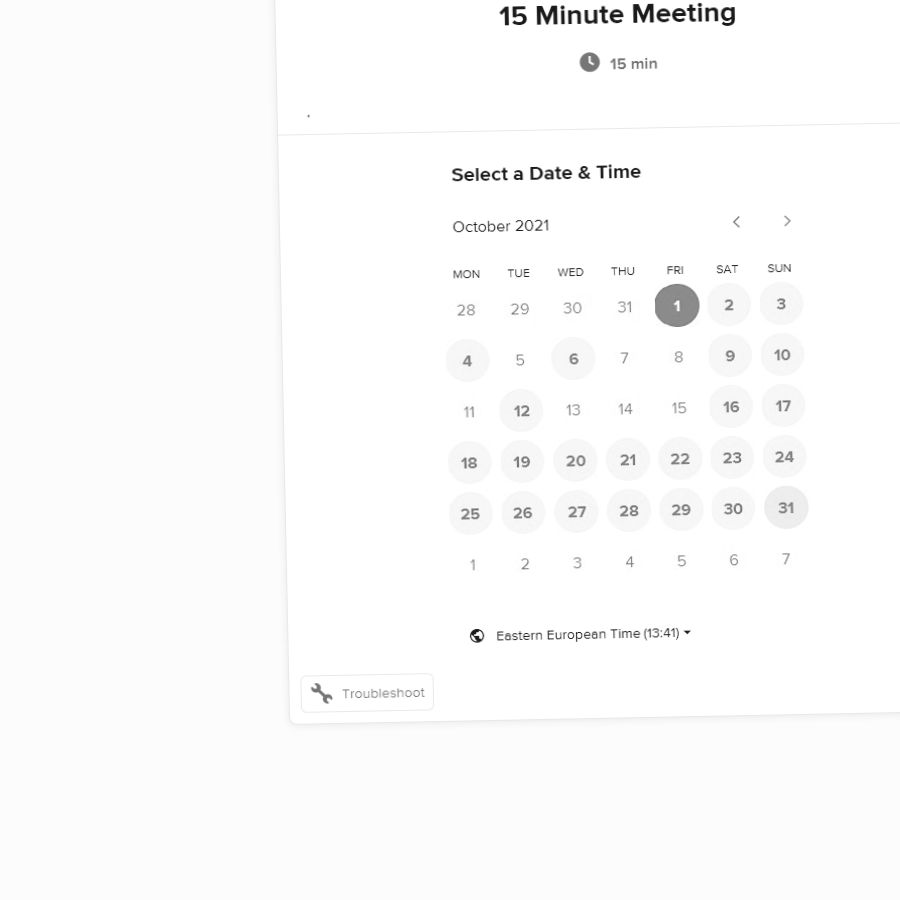 15 Minute Meeting
15 min
Select a Date & Time
October 2021
MON TUE WED THU FRI SAT SUN
28 29 30 31 1 2 3
4 5 6 7 8 9 10
11 12 13 14 15 16 17
18 19 20 21 22 23 24
25 26 27 28 29 30 31
1 2 3 4 5 6 7
Eastern European Time (13:41)
Troubleshoot